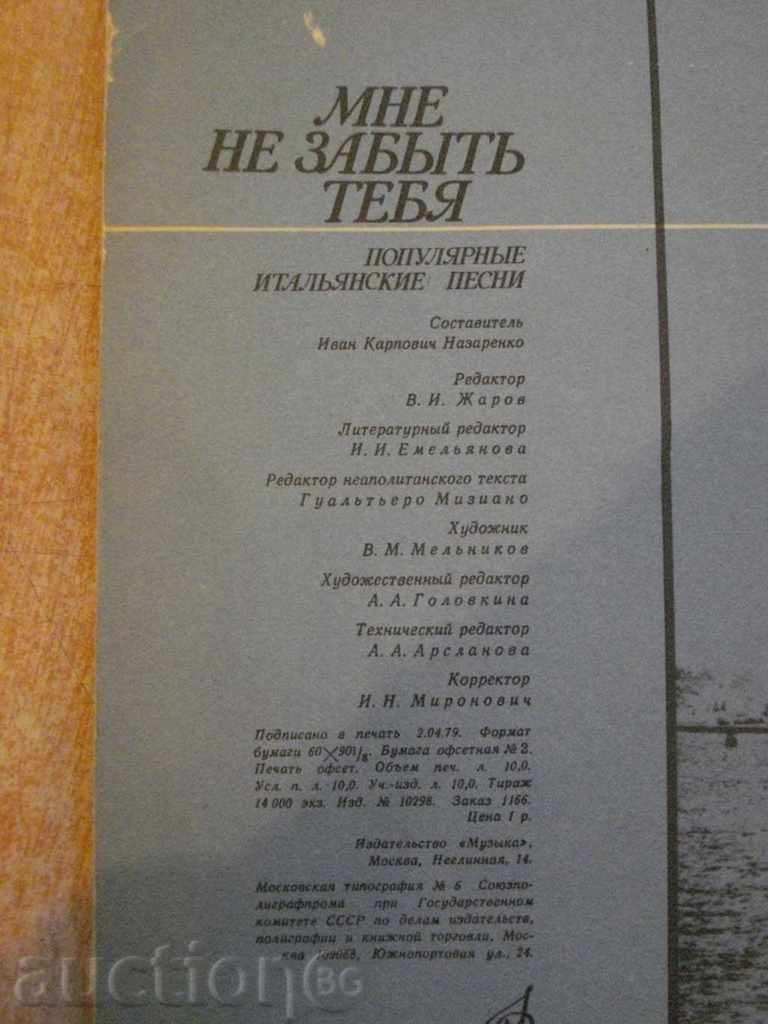 МНЕ
НЕ ЗАБЫТЬ
ТЕБЯ
ПОПУЛЯРНЫЕ
ИТАЛЬЯНСКИЕ ПЕСНИ
Составитель
Иван Карпович Назаренко
Редактор
В. И. Жаров
Литературный редактор
И. И. Емельянова
Редактор неаполитанского текста
Гуальтьеро Мизиано
Художник
В. М. Мельников
Художественный редактор
А. А. Головкина
Технический редактор
А. А. Арсланова
Корректор
И. Н. Миронович
Подписано в печать 2.04.79. Формат
бумаги 60×90 1/8. Бумага офсетная № 2.
Печать офсет. Объем печ. л. 10,0.
Усл. п. л. 10,0. Уч.-изд. л. 10,0. Тираж
14 000 экз. Изд. № 10298. Заказ 1166.
Цена 1 р.
Издательство «Музыка»,
Москва, Неглинная, 14.
Московская типография № 6 Союзпо-
лиграфпрома при Государственном
комитете СССР по делам издательств,
полиграфии и книжной торговли. Мос-
ква 109088, Южнопортовая ул., 24.
auctionBG